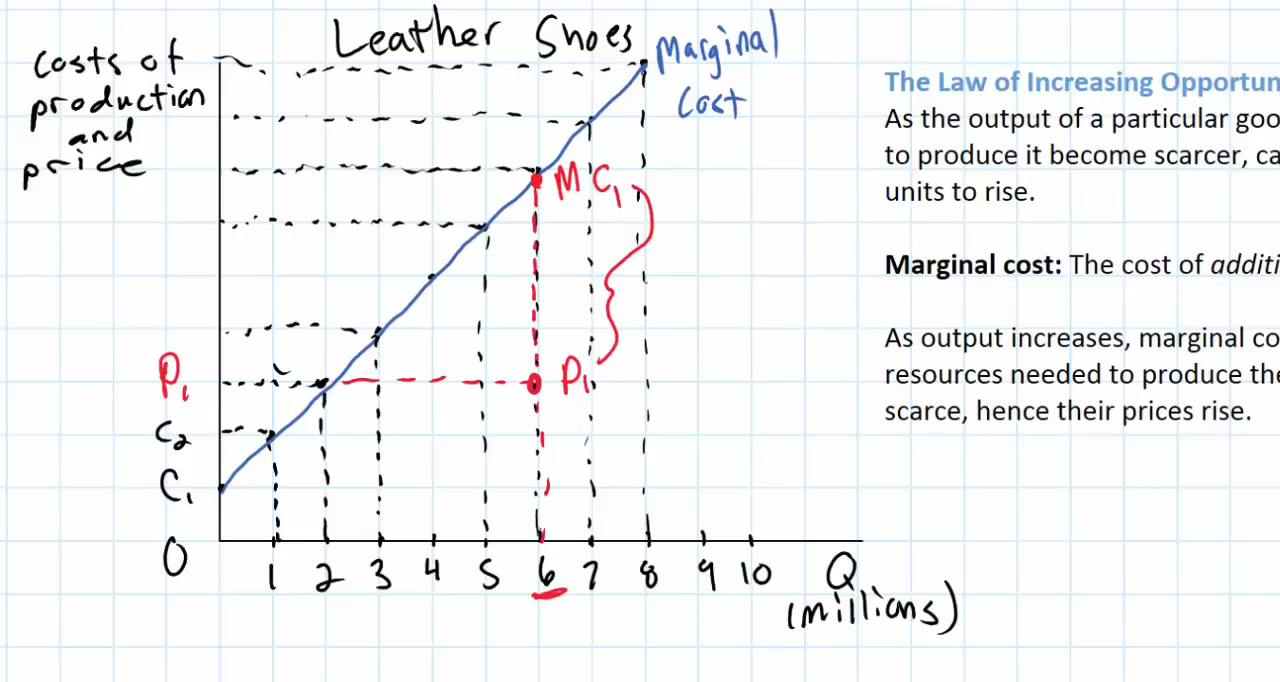 Leather Shoes
Costs of
production
and
price
Marginal
Cost
MC₁
P₁
P₁
C₂
C₁
0
1 2 3 4 5 6 7 8 9 10 Q
(millions)
The Law of Increasing Opportun
As the output of a particular goo
to produce it become scarcer, ca
units to rise.
Marginal cost: The cost of additi
As output increases, marginal co
resources needed to produce the
scarce, hence their prices rise.